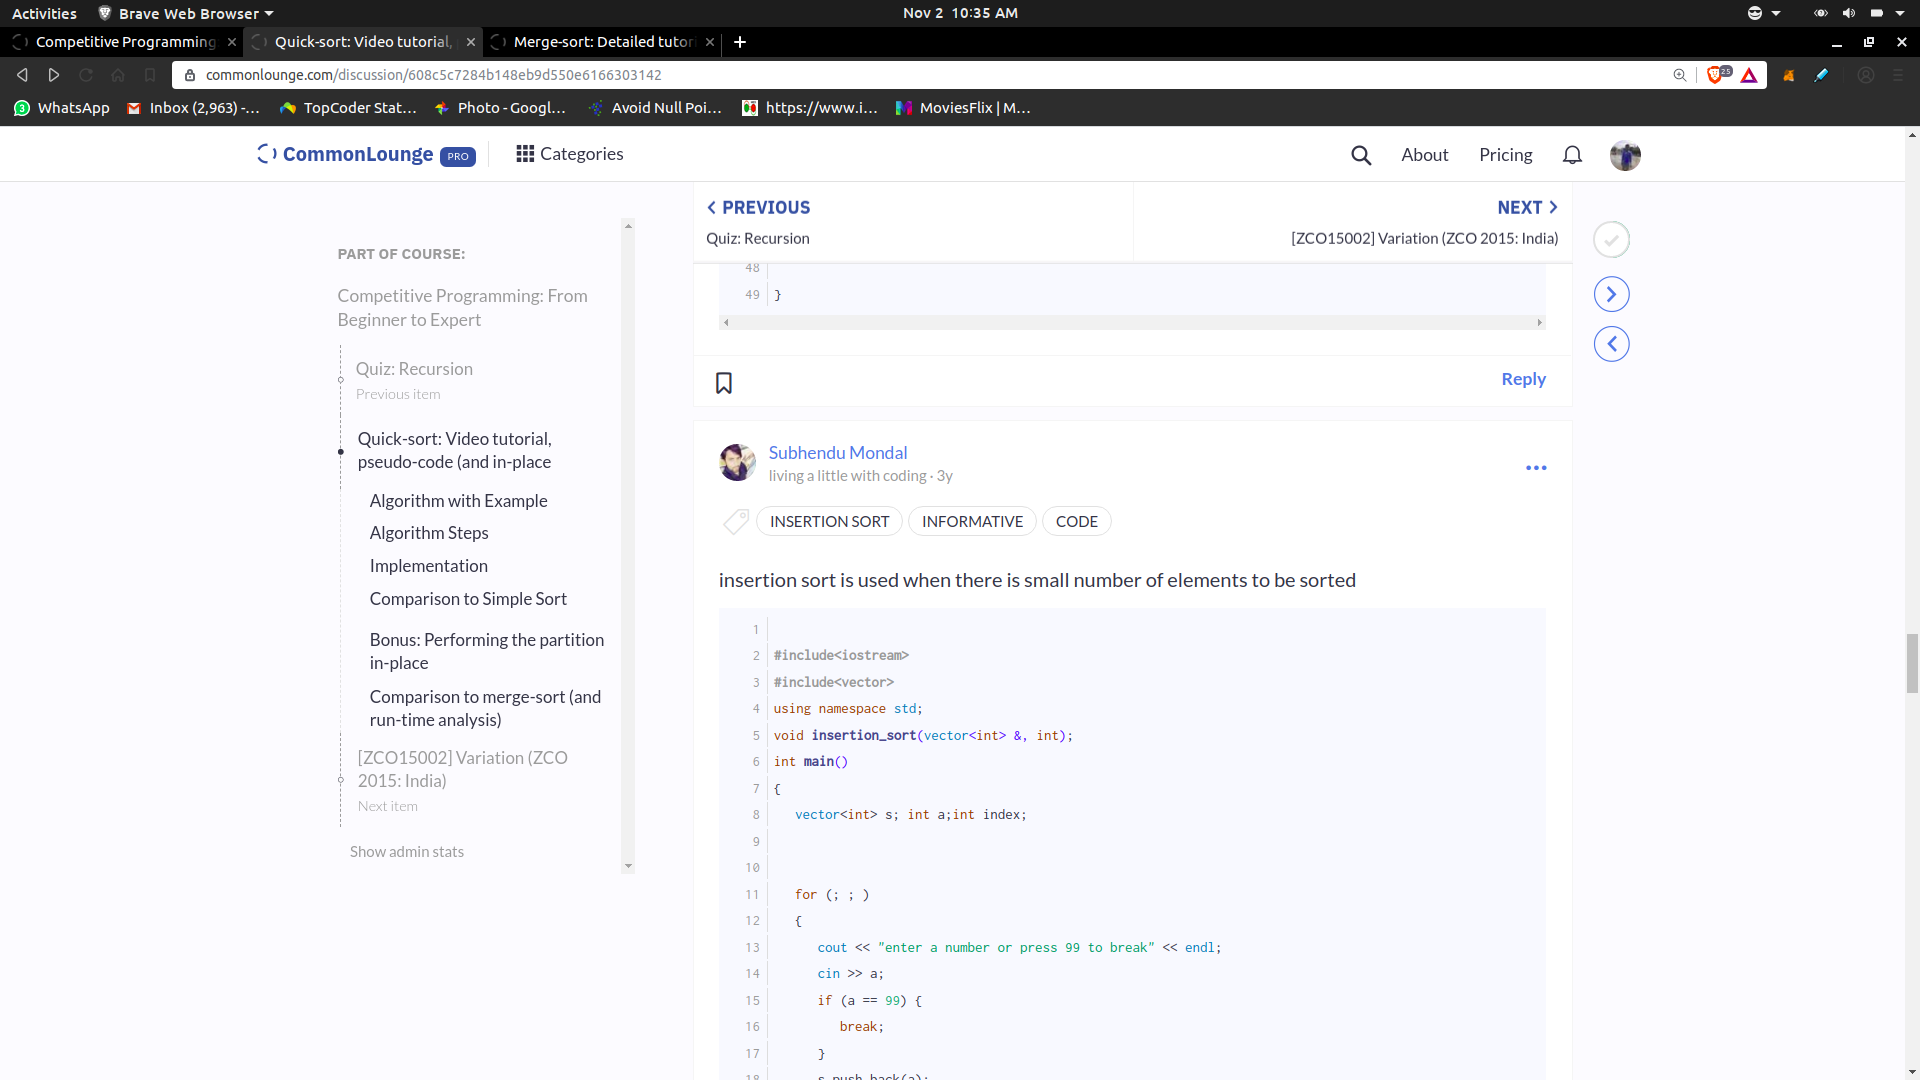 Activities
Brave Web Browser
Nov 2 10:35 AM
Competitive Programming:
Quick-sort: Video tutorial,
Merge-sort: Detailed tutor
commonlounge.com/discussion/608c5c7284b148eb9d550e6166303142
25
3
WhatsApp
Inbox (2,963) -...
TopCoder Stat...
Photo - Googl...
Avoid Null Poi...
https://www.i...
MoviesFlix | M...
CommonLounge PRO
Categories
About
Pricing
PREVIOUS
Quiz: Recursion
NEXT
[ZCO15002] Variation (ZCO 2015: India)
PART OF COURSE:
Competitive Programming: From
Beginner to Expert
Quiz: Recursion
Previous item
Quick-sort: Video tutorial,
pseudo-code (and in-place
Algorithm with Example
Algorithm Steps
Implementation
Comparison to Simple Sort
Bonus: Performing the partition
in-place
Comparison to merge-sort (and
run-time analysis)
[ZCO15002] Variation (ZCO
2015: India)
Next item
Show admin stats
48
49 }
Reply
Subhendu Mondal
living a little with coding · 3y
INSERTION SORT
INFORMATIVE
CODE
insertion sort is used when there is small number of elements to be sorted
1
2 #include<iostream>
3 #include<vector>
4 using namespace std;
5 void insertion_sort(vector<int> &, int);
6 int main()
7 {
8 vector<int> s; int a;int index;
9
10
11 for (; ; )
12 {
13 cout << "enter a number or press 99 to break" << endl;
14 cin >> a;
15 if (a == 99) {
16 break;
17 }
18 s.push_back(a);